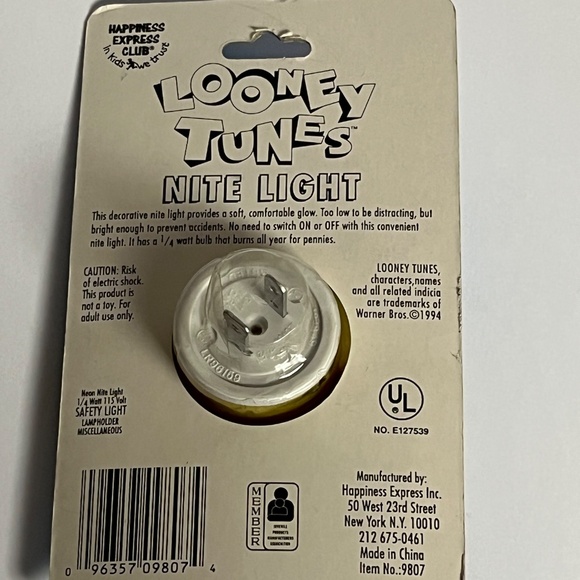 HAPPINESS
EXPRESS
CLUB®
In Kids we trust
LOONEY
TUNES™
NITE LIGHT
This decorative nite light provides a soft, comfortable glow. Too low to be distracting, but
bright enough to prevent accidents. No need to switch ON or OFF with this convenient
nite light. It has a 1/4 watt bulb that burns all year for pennies.
CAUTION: Risk
of electric shock.
This product is
not a toy. For
adult use only.
LOONEY TUNES,
characters,names
and all related indicia
are trademarks of
Warner Bros.©1994
LR96169
Neon Nite Light
1/4 Watt 115 Volt
SAFETY LIGHT
LAMPHOLDER
MISCELLANEOUS
UL
NO. E127539
MEMBER
JUVENILE
PRODUCTS
MANUFACTURERS
ASSOCIATION
Manufactured by:
Happiness Express Inc.
50 West 23rd Street
New York N.Y. 10010
212 675-0461
Made in China
Item No.:9807
0 96357 09807 4